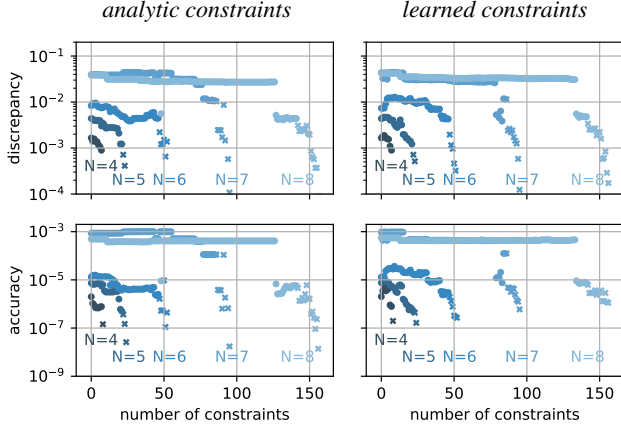 analytic constraints
learned constraints
10⁻¹
10⁻²
10⁻³
10⁻⁴
discrepancy
N=4
N=5 N=6 N=7 N=8
N=4
N=5 N=6 N=7 N=8
10⁻³
10⁻⁵
10⁻⁷
10⁻⁹
accuracy
N=4
N=5 N=6 N=7 N=8
N=4
N=5 N=6 N=7 N=8
0 50 100 150
0 50 100 150
number of constraints
number of constraints